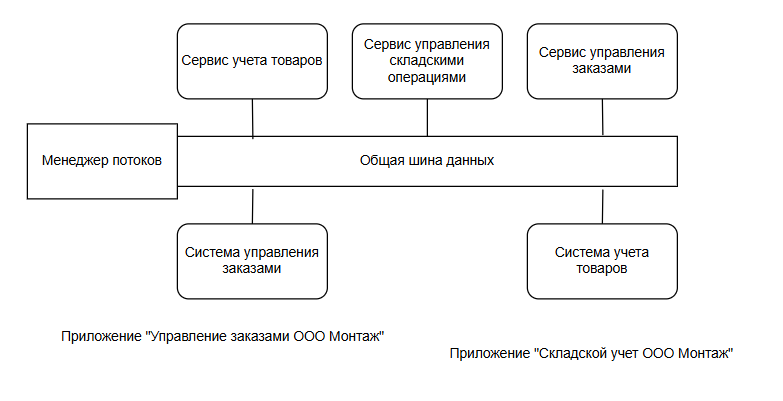 Сервис учета товаров
Сервис управления
складскими
операциями
Сервис управления
заказами
Менеджер потоков
Общая шина данных
Система управления
заказами
Система учета
товаров
Приложение "Управление заказами ООО Монтаж"
Приложение "Складской учет ООО Монтаж"